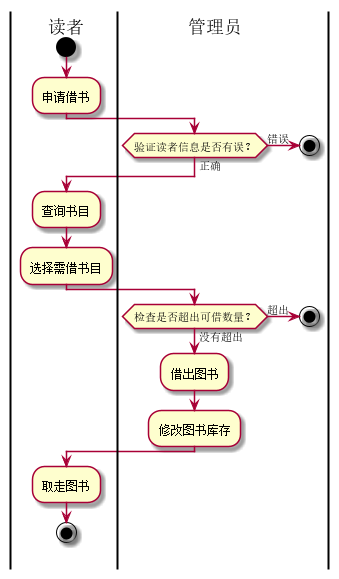 读者
管理员
申请借书
验证读者信息是否有误？
错误
正确
查询书目
选择需借书目
检查是否超出可借数量？
超出
没有超出
借出图书
修改图书库存
取走图书